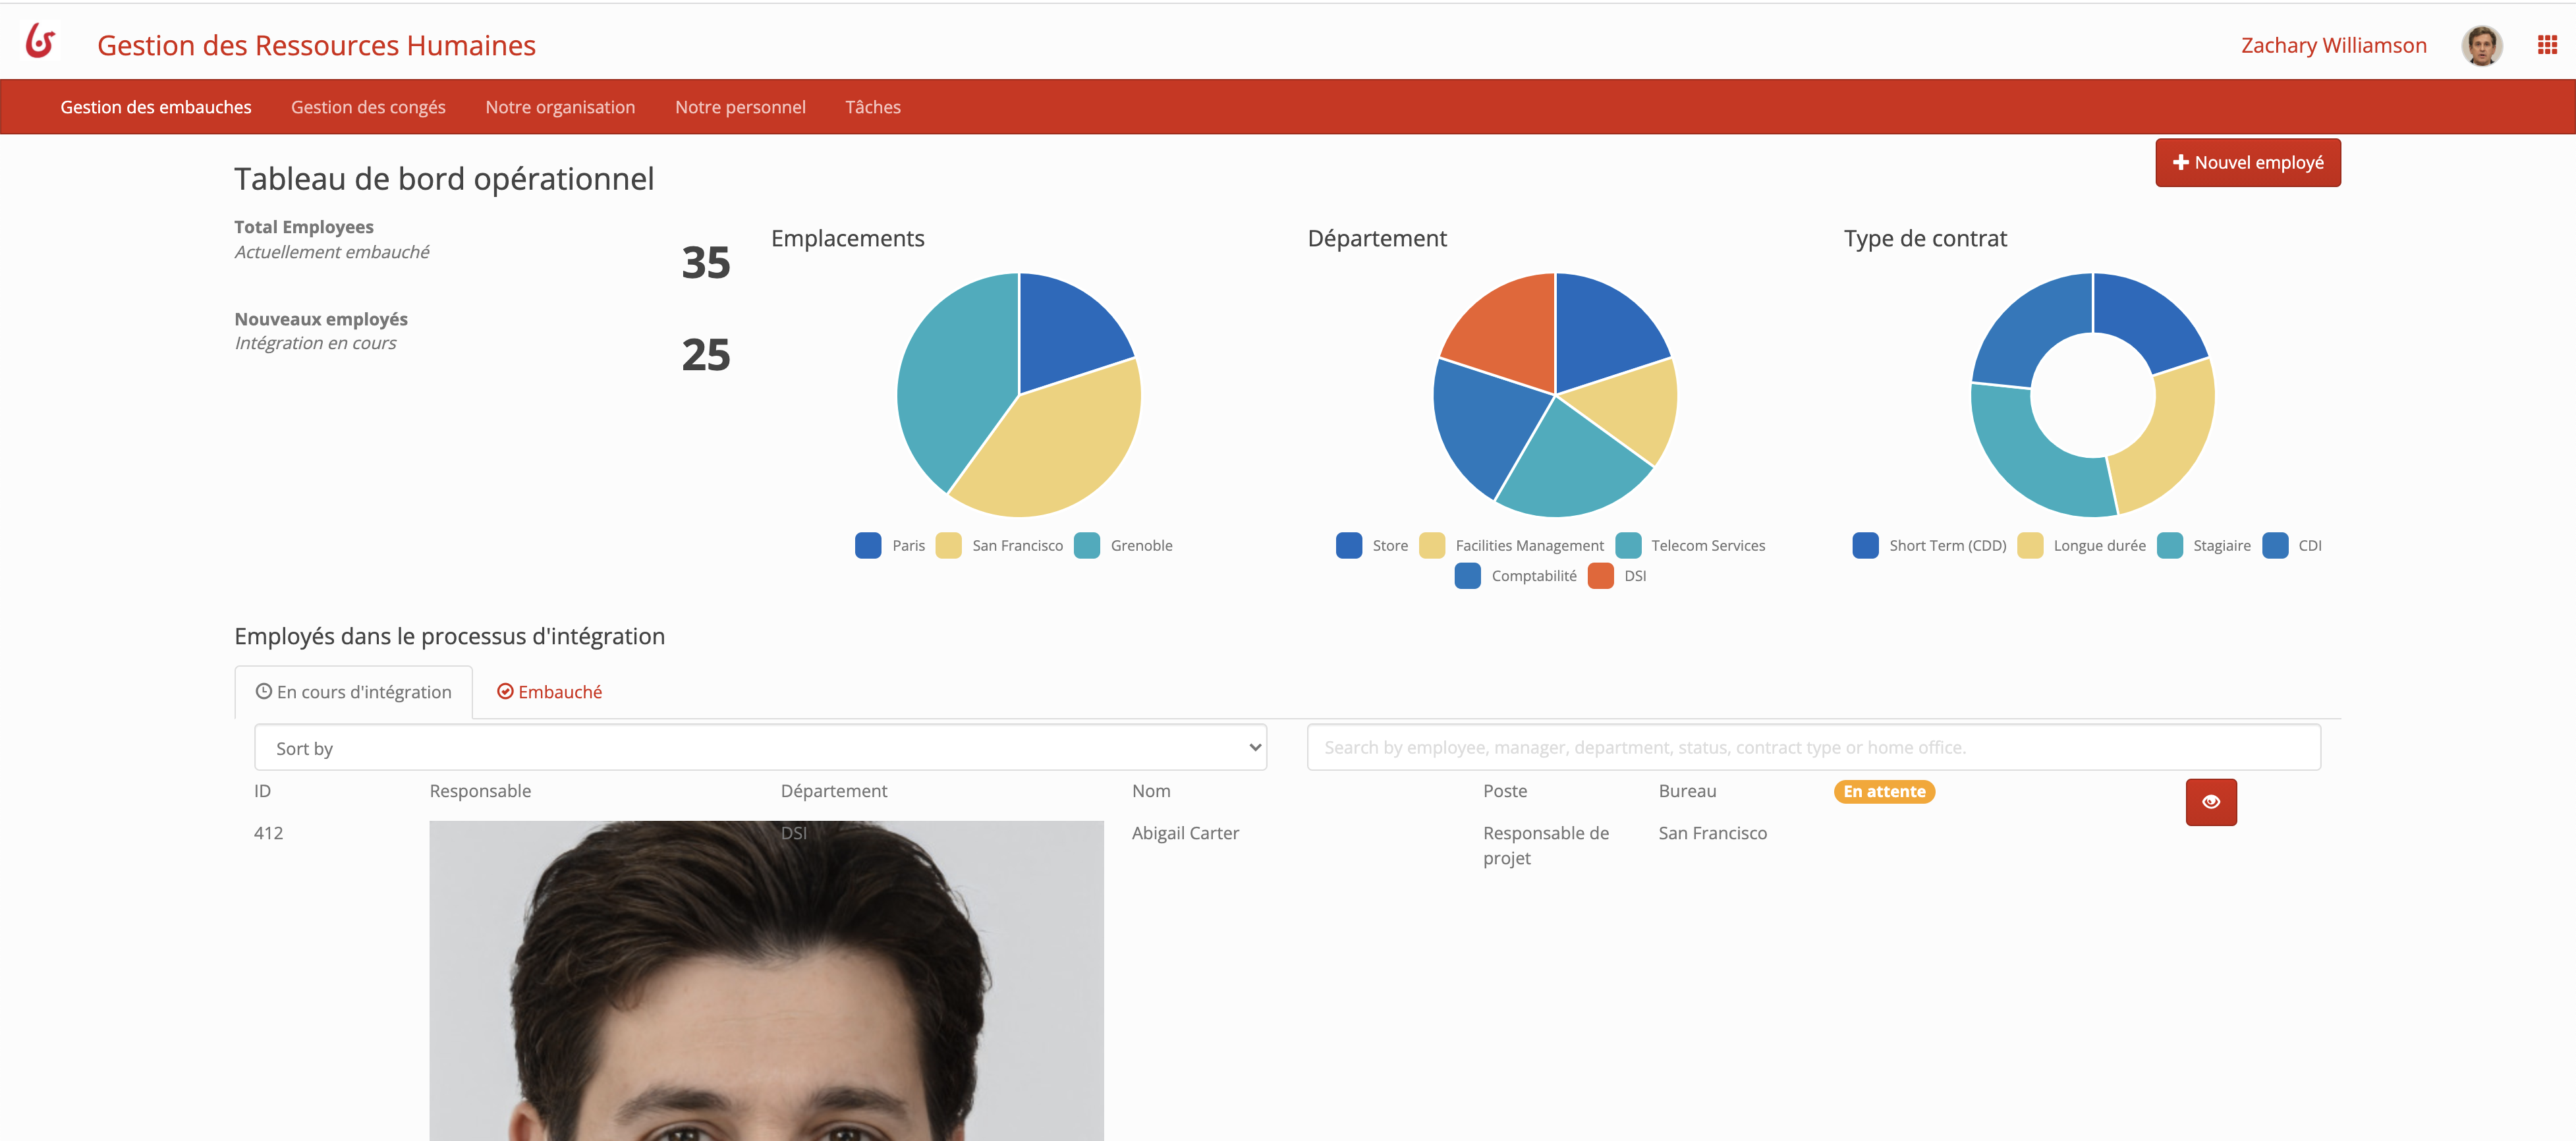 Gestion des Ressources Humaines
Zachary Williamson
Gestion des embauches
Gestion des congés
Notre organisation
Notre personnel
Tâches
Tableau de bord opérationnel
Nouvel employé
Total Employees
Actuellement embauché
35
Nouveaux employés
Intégration en cours
25
Emplacements
Paris San Francisco Grenoble
Département
Store Facilities Management Telecom Services
Comptabilité DSI
Type de contrat
Short Term (CDD) Longue durée Stagiaire CDI
Employés dans le processus d'intégration
En cours d'intégration
Embauché
Sort by
Search by employee, manager, department, status, contract type or home office.
ID Responsable Département Nom Poste Bureau En attente
412 DSI Abigail Carter Responsable de San Francisco
projet